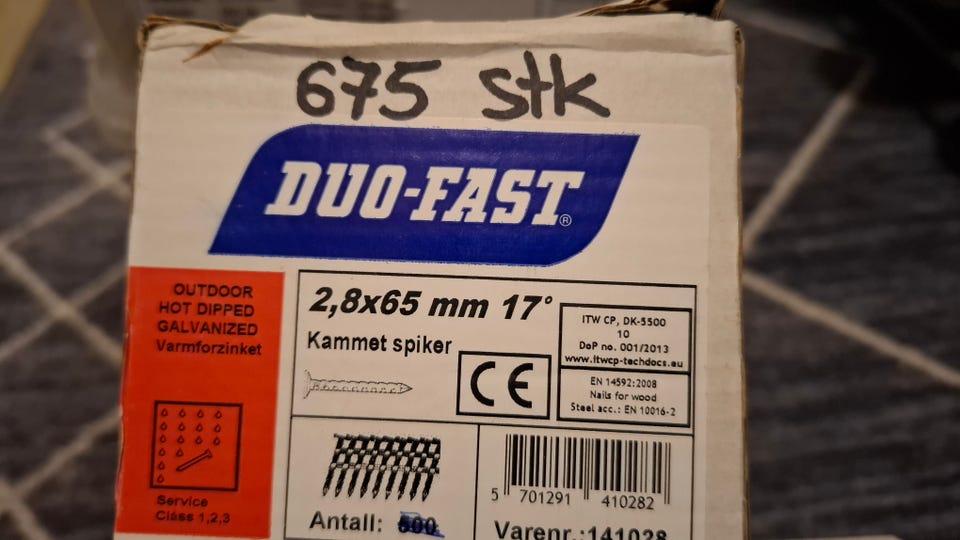 675 stk
DUO-FAST®
OUTDOOR
HOT DIPPED
GALVANIZED
Varmforzinket
Service
Class 1,2,3
2,8x65 mm 17°
Kammet spiker
CE
ITW CP, DK-5500
10
DoP no. 001/2013
www.itwcp-techdocs.eu
EN 14592:2008
Nails for wood
Steel acc.: EN 10016-2
Antall: 600
5 701291 410282
Varenr.:141028